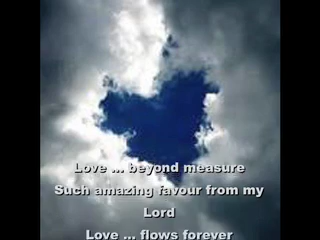 Love ... beyond measure
Such amazing favour from my
Lord
Love ... flows forever